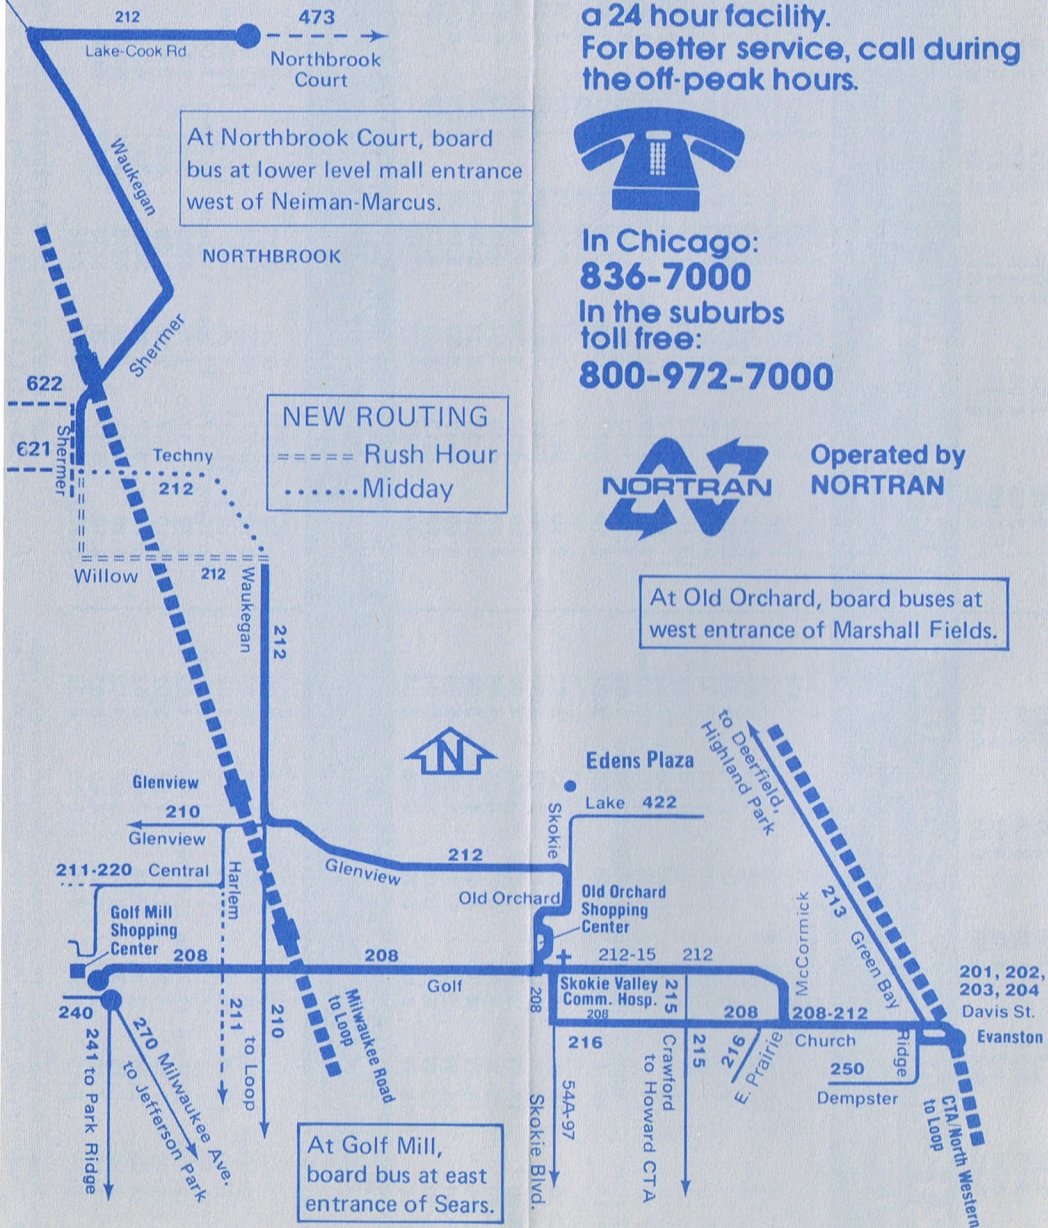 212
473
Lake-Cook Rd.
Northbrook
Court
a 24 hour facility.
For better service, call during
the off-peak hours.
At Northbrook Court, board
bus at lower level mall entrance
west of Neiman-Marcus.
Waukegan
NORTHBROOK
Shermer
In Chicago:
836-7000
In the suburbs
toll free:
800-972-7000
622
621
Shermer
Techny
212
NEW ROUTING
===== Rush Hour
......Midday
NORTRAN
Operated by
NORTRAN
Willow
212
Waukegan
212
At Old Orchard, board buses at
west entrance of Marshall Fields.
N
to Deerfield,
Highland Park
Edens Plaza
Lake 422
Skokie
Glenview
210
Glenview
212
Glenview
211-220 Central
Harlem
Old Orchard
Old Orchard
Shopping
Center
Golf Mill
Shopping
Center
208
208
Golf
212-15
212
McCormick
213
Green Bay
201, 202,
203, 204
Davis St.
Evanston
Skokie Valley
Comm. Hosp.
208
208
215
208
208-212
Church
216
216
E. Prairie
215
Crawford
to Howard CTA
Ridge
250
Dempster
CTA/North Western
to Loop
54A-97
Skokie Blvd.
240
241 to Park Ridge
270 Milwaukee Ave.
to Jefferson Park
211
to Loop
210
Milwaukee Road
to Loop
At Golf Mill,
board bus at east
entrance of Sears.